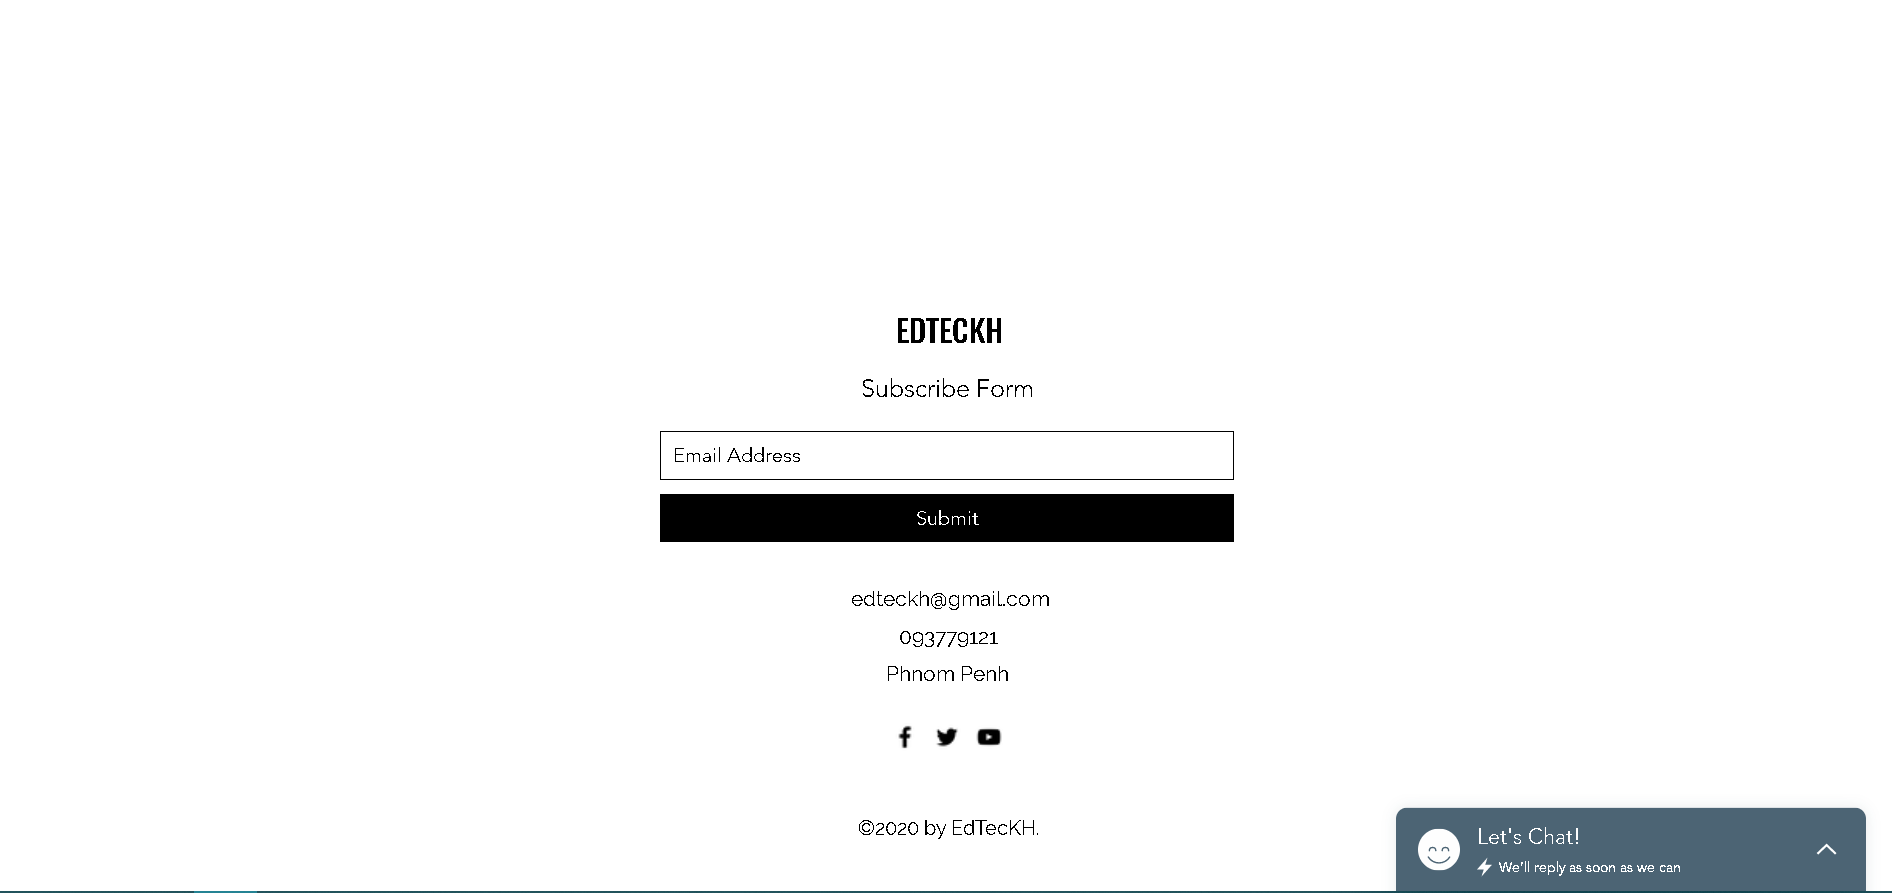 EDTECKH
Subscribe Form
Email Address
Submit
edteckh@gmail.com
093779121
Phnom Penh
©2020 by EdTecKH.
Let's Chat!
We'll reply as soon as we can